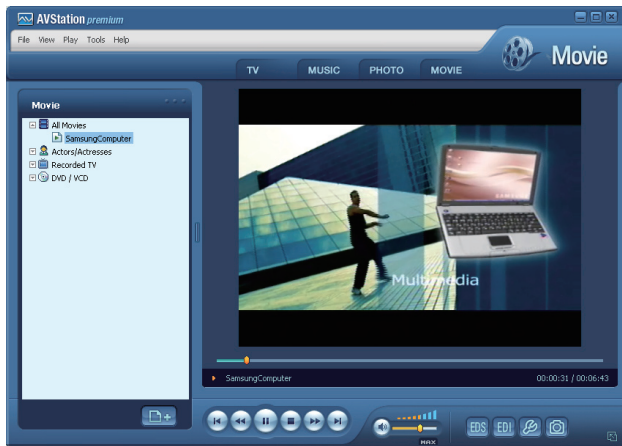 AVStation premium
File View Play Tools Help
TV MUSIC PHOTO MOVIE
Movie
Movie
All Movies
SamsungComputer
Actors/Actresses
Recorded TV
DVD / VCD
Multimedia
SamsungComputer 00:00:31 / 00:06:43
MAX
EDS EDI